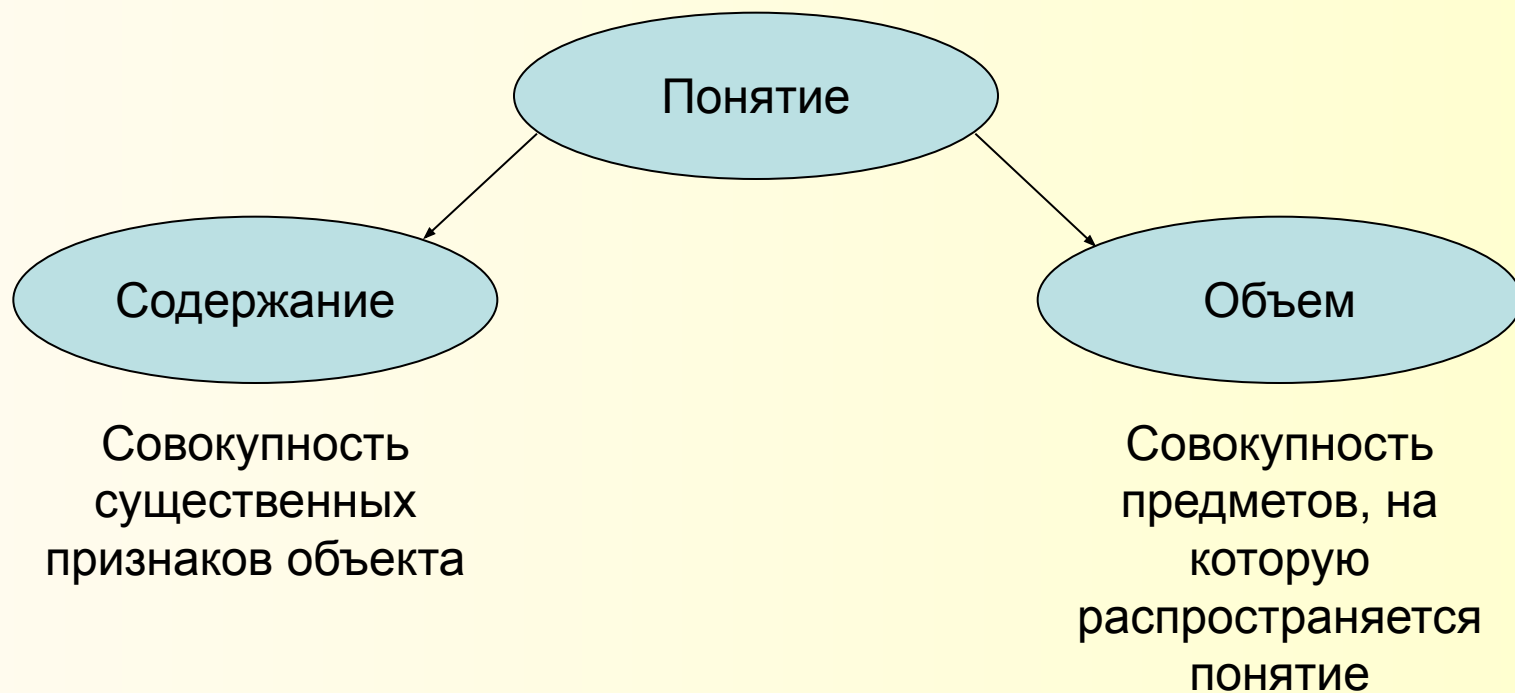 Понятие
Содержание
Объем
Совокупность
существенных
признаков объекта
Совокупность
предметов, на
которую
распространяется
понятие